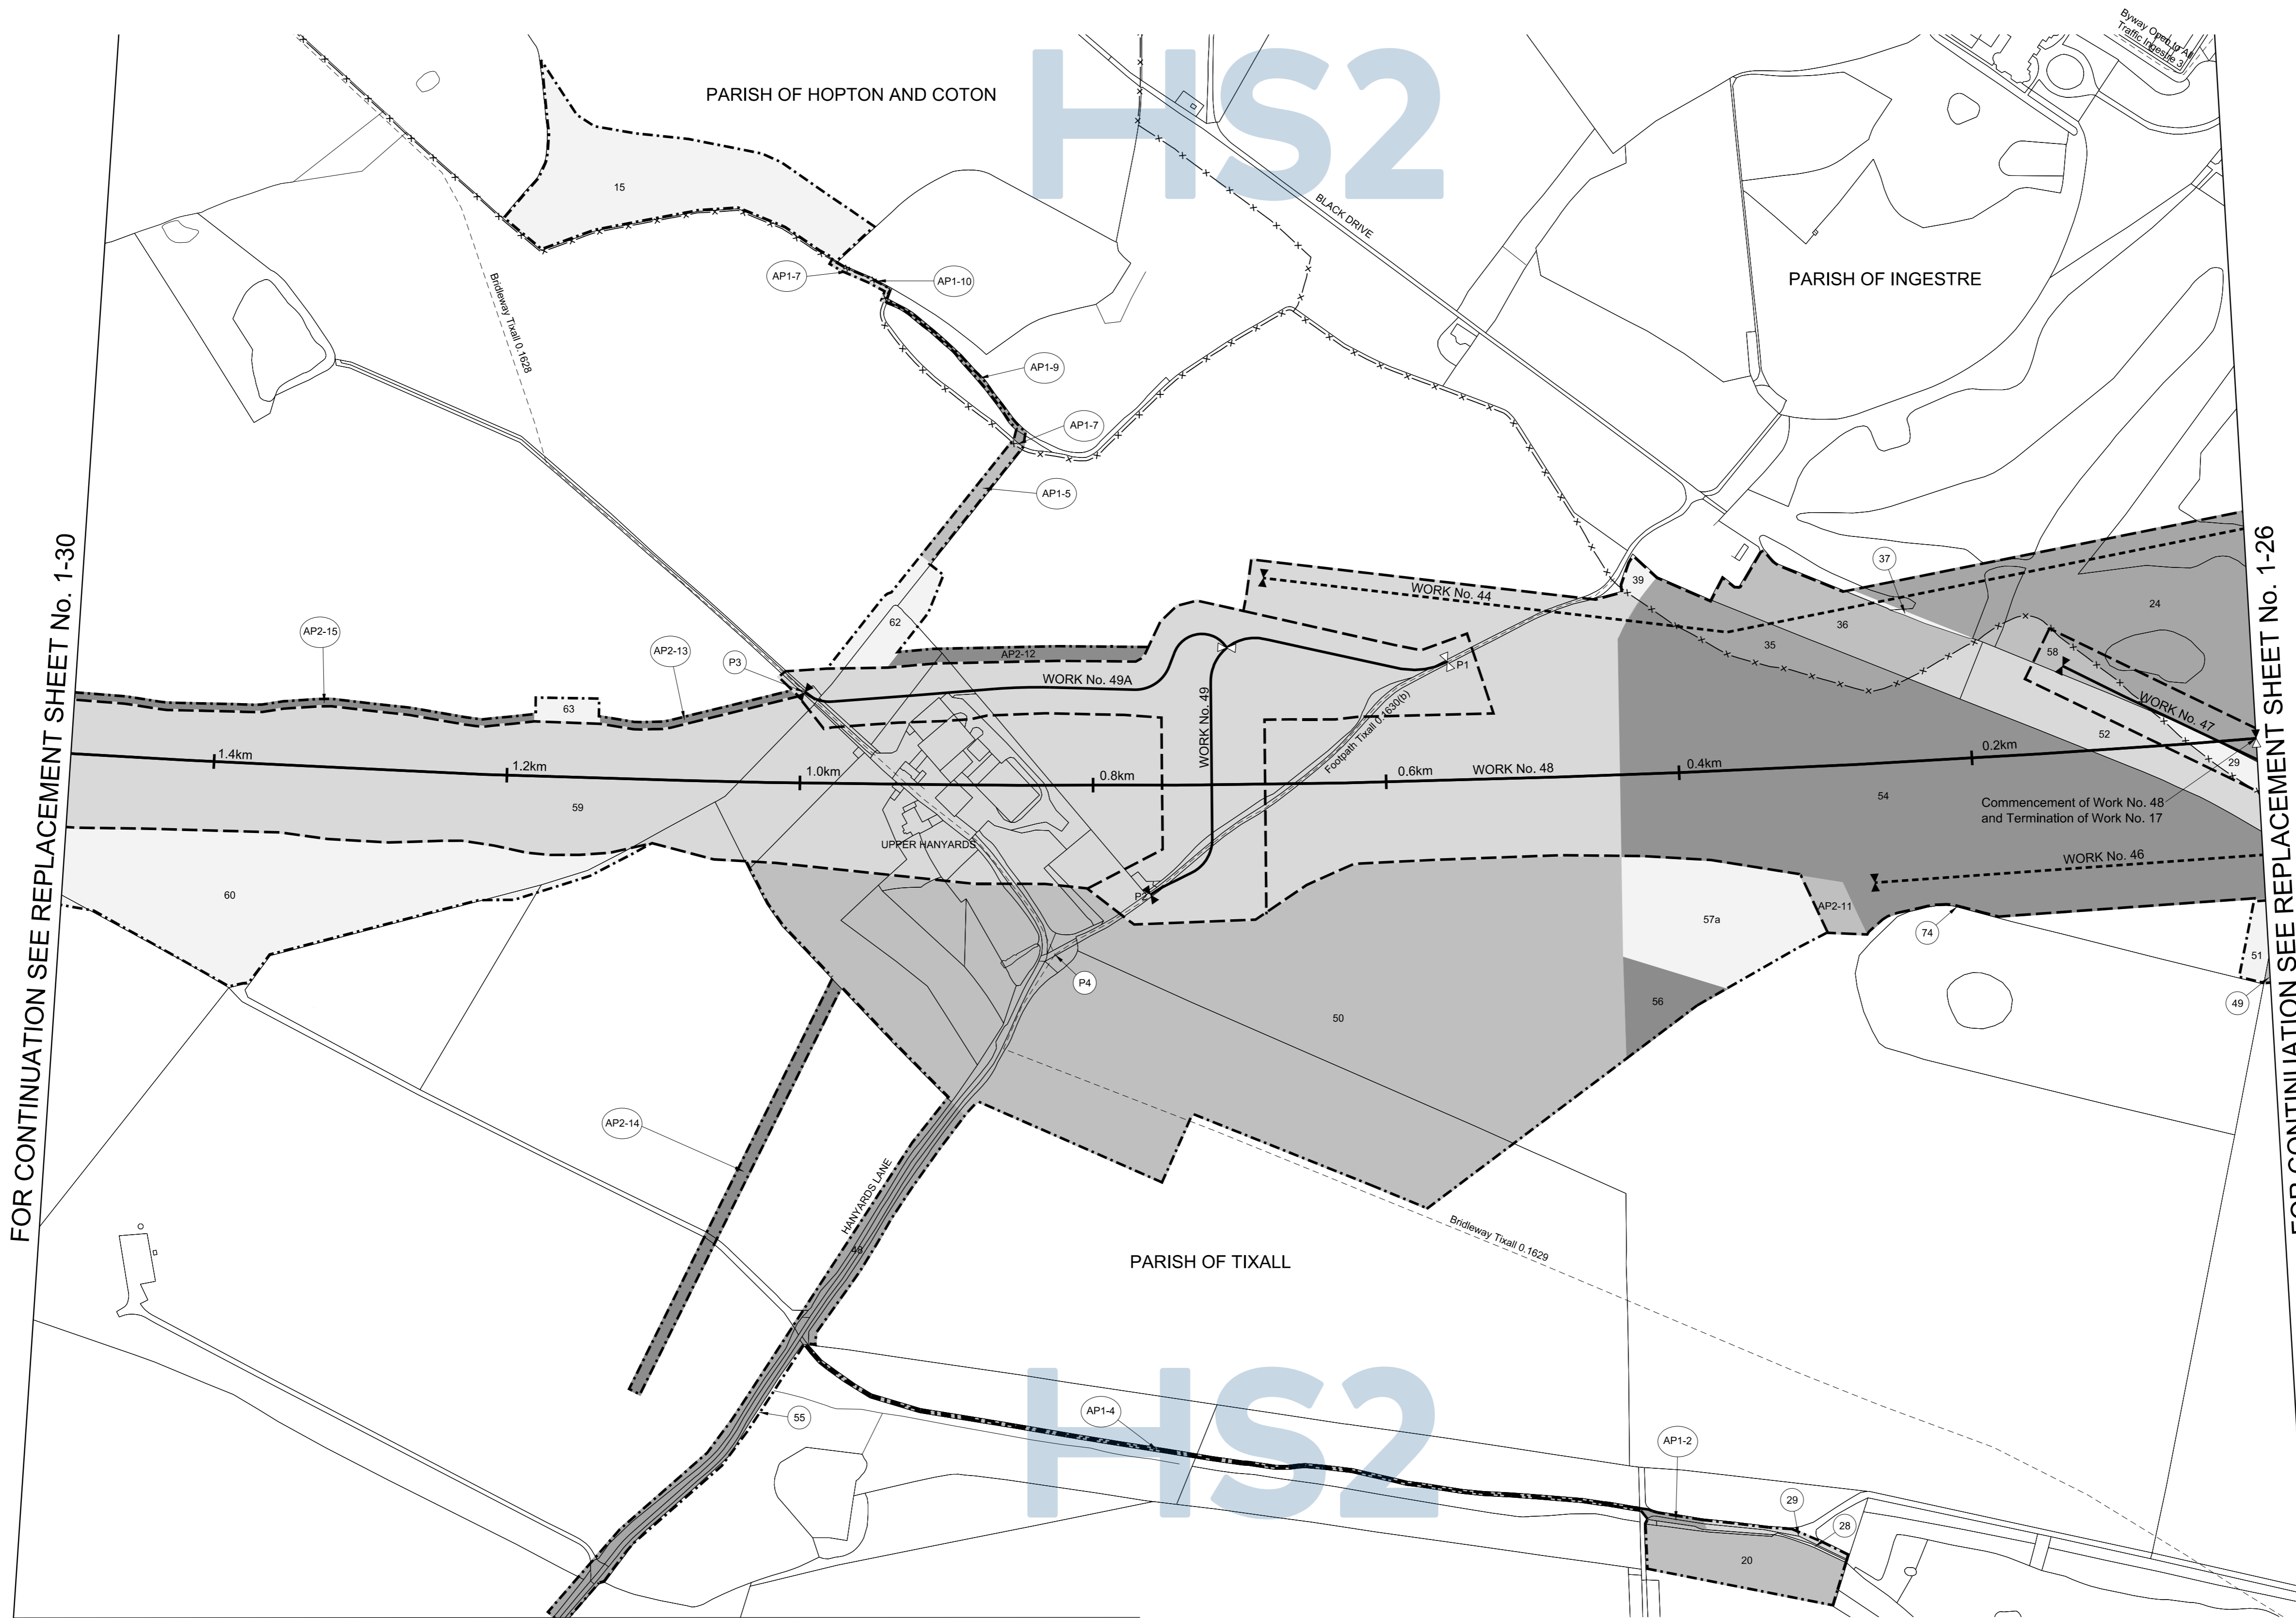 Byway Open to All
Traffic Ingestre 3
HS2
PARISH OF HOPTON AND COTON
15
BLACK DRIVE
PARISH OF INGESTRE
AP1-7
AP1-10
Bridleway Tixall 0.1628
AP1-9
AP1-7
AP1-5
FOR CONTINUATION SEE REPLACEMENT SHEET No. 1-30
FOR CONTINUATION SEE REPLACEMENT SHEET No. 1-26
37
39
WORK No. 44
24
62
36
35
AP2-15
AP2-13
P3
AP2-12
58
P1
WORK No. 49A
WORK No. 49
Footpath Tixall 0.1630(b)
63
WORK No. 47
52
29
1.4km
1.2km
1.0km
0.8km
0.6km
WORK No. 48
0.4km
0.2km
59
54
Commencement of Work No. 48
and Termination of Work No. 17
UPPER HANYARDS
WORK No. 46
60
P2
AP2-11
57a
74
51
P4
49
56
50
AP2-14
HANYARDS LANE
48
Bridleway Tixall 0.1629
PARISH OF TIXALL
HS2
55
AP1-4
AP1-2
29
28
20